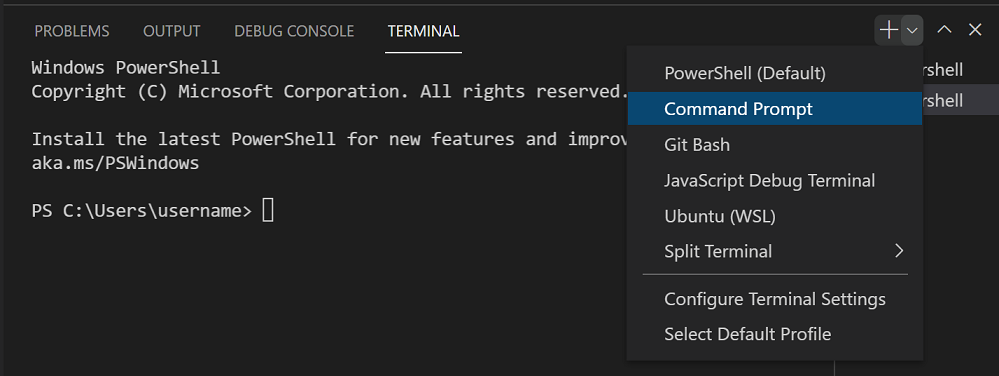 PROBLEMS OUTPUT DEBUG CONSOLE TERMINAL
Windows PowerShell
Copyright (C) Microsoft Corporation. All rights reserved.
Install the latest PowerShell for new features and improv
aka.ms/PSWindows
PS C:\Users\username>
PowerShell (Default)
Command Prompt
Git Bash
JavaScript Debug Terminal
Ubuntu (WSL)
Split Terminal
Configure Terminal Settings
Select Default Profile
rshell
rshell